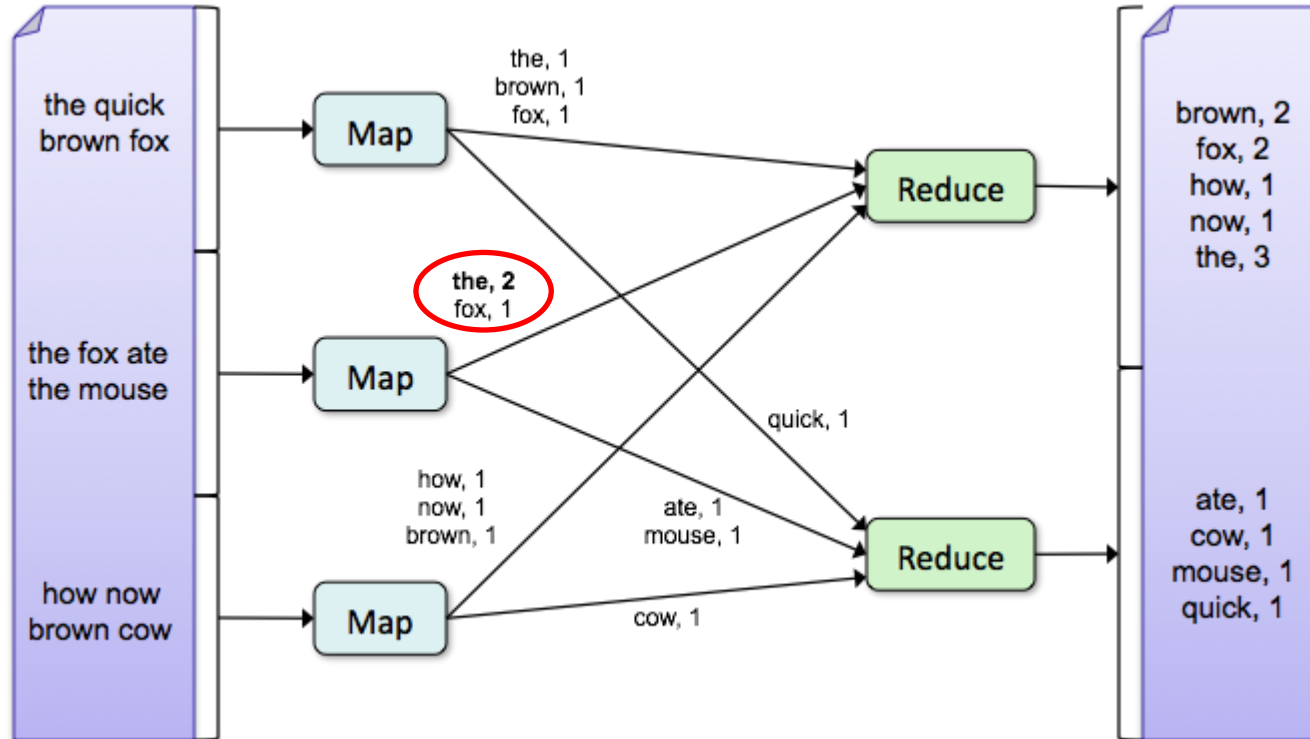 the quick
brown fox
the fox ate
the mouse
how now
brown cow
Map
Map
Map
the, 1
brown, 1
fox, 1
the, 2
fox, 1
how, 1
now, 1
brown, 1
quick, 1
ate, 1
mouse, 1
cow, 1
Reduce
Reduce
brown, 2
fox, 2
how, 1
now, 1
the, 3
ate, 1
cow, 1
mouse, 1
quick, 1